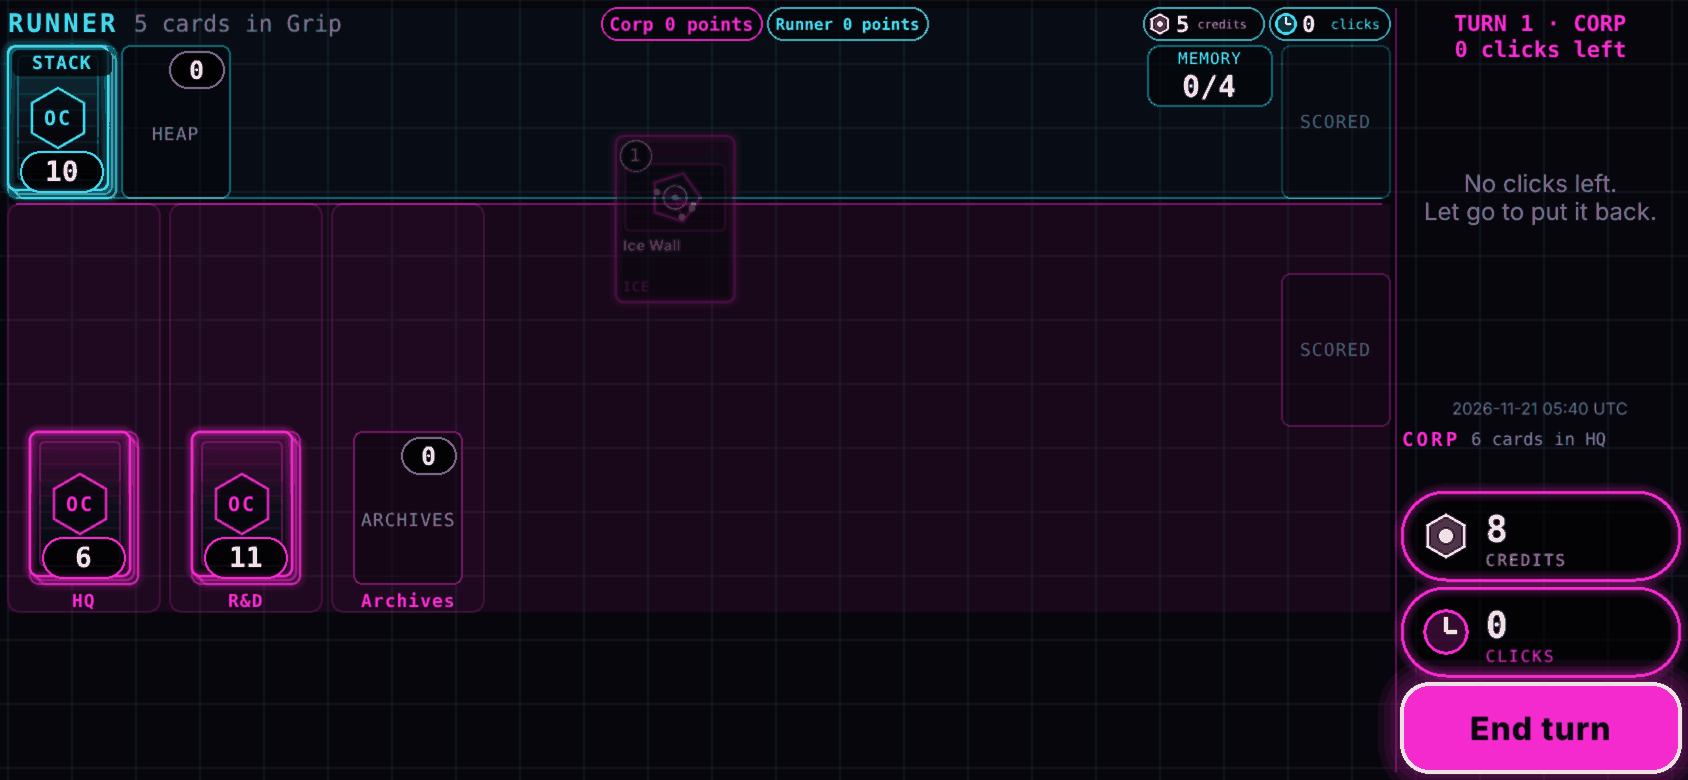 RUNNER 5 cards in Grip
Corp 0 points
Runner 0 points
5 credits
0 clicks
TURN 1 · CORP
0 clicks left
STACK
OC
10
0
HEAP
MEMORY
0/4
SCORED
1
Ice Wall
ICE
No clicks left.
Let go to put it back.
SCORED
2026-11-21 05:40 UTC
CORP 6 cards in HQ
OC
6
HQ
OC
11
R&D
0
ARCHIVES
Archives
8
CREDITS
0
CLICKS
End turn